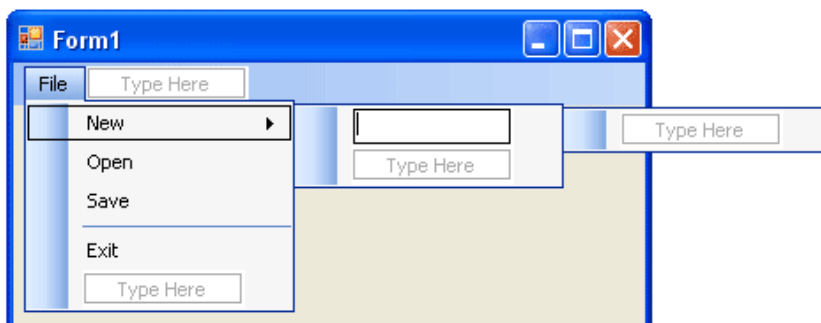 Form1
File Type Here
New Type Here
Open Type Here
Save
Exit
Type Here